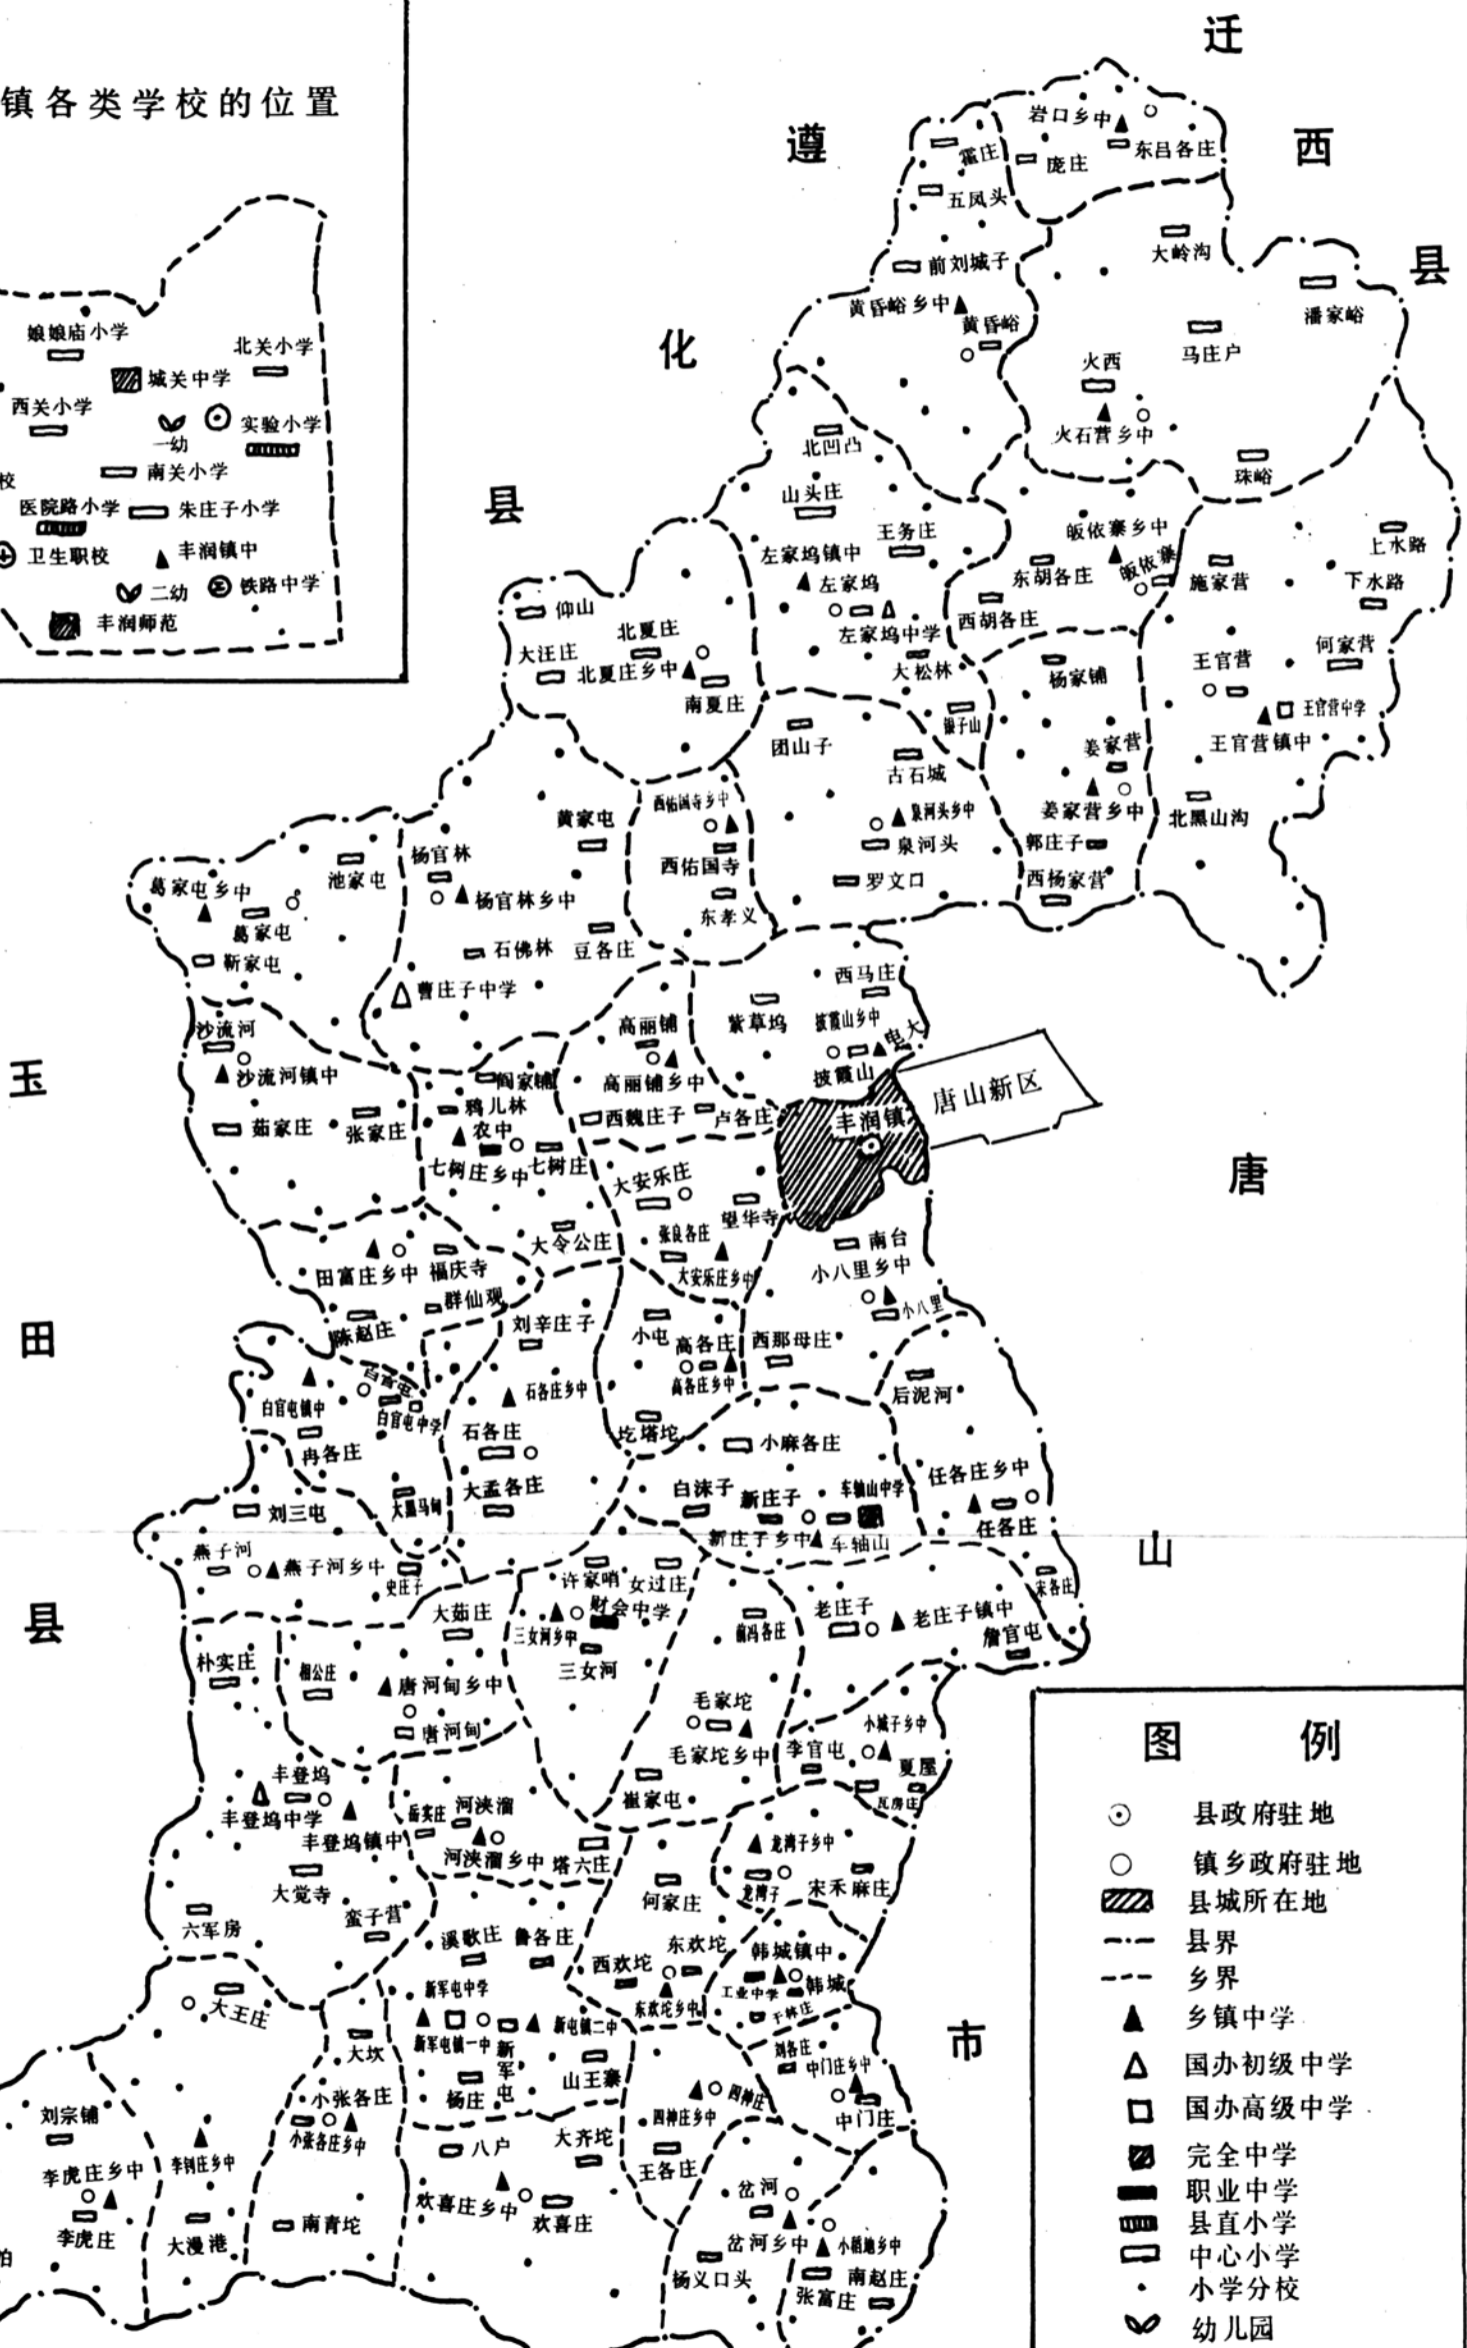 镇各类学校的位置
娘娘庙小学
北关小学
城关中学
西关小学
一幼
实验小学
校
南关小学
医院路小学
朱庄子小学
卫生职校
丰润镇中
二幼
铁路中学
丰润师范
迁
西
县
遵
化
县
玉
田
县
唐
山
市
岩口乡中
霍庄
庞庄
东吕各庄
五凤头
大岭沟
前刘城子
潘家峪
黄昏峪乡中
黄昏峪
马庄户
火西
火石营乡中
珠峪
北凹凸
山头庄
王务庄
左家坞镇中
左家坞
左家坞中学
大松林
银子山
皈依寨乡中
皈依寨
东胡各庄
西胡各庄
上水路
下水路
施家营
何家营
王官营
王官营中学
王官营镇中
北黑山沟
杨家铺
姜家营
姜家营乡中
郭庄子
西杨家营
仰山
北夏庄
大汪庄
北夏庄乡中
南夏庄
团山子
古石城
泉河头乡中
泉河头
罗文口
西佑国寺乡中
西佑国寺
东孝义
黄家屯
杨官林
杨官林乡中
石佛林
豆各庄
曹庄子中学
池家屯
葛家屯乡中
葛家屯
靳家屯
沙流河
沙流河镇中
茹家庄
张家庄
西马庄
紫草坞
披霞山乡中
电大
披霞山
唐山新区
丰润镇
高丽铺
高丽铺乡中
西魏庄子
卢各庄
阎家铺
鸦儿林
农中
七树庄乡中
七树庄
大令公庄
大安乐庄
望华寺
张良各庄
大安乐庄乡中
南台
小八里乡中
小八里
田富庄乡中
福庆寺
群仙观
陈赵庄
刘辛庄子
小屯
高各庄
高各庄乡中
西那母庄
后泥河
白官屯
白官屯镇中
白官屯中学
冉各庄
大黑马甸
石各庄乡中
石各庄
大孟各庄
圪塔坨
小麻各庄
白沫子
新庄子
车轴山中学
新庄子乡中
车轴山
任各庄乡中
任各庄
宋各庄
刘三屯
燕子河
燕子河乡中
史庄子
许家哨
女过庄
财会中学
三女河乡中
三女河
前冯各庄
老庄子
老庄子镇中
詹官屯
大茹庄
朴实庄
相公庄
唐河甸乡中
唐河甸
毛家坨
毛家坨乡中
崔家屯
小城子乡中
李官屯
夏屋
瓦房庄
丰登坞
丰登坞中学
丰登坞镇中
大觉寺
六军房
蛮子营
岳实庄
河浃溜
河浃溜乡中
塔六庄
龙湾子乡中
龙湾子
宋禾麻庄
何家庄
溪歌庄
鲁各庄
西欢坨
东欢坨
东欢坨乡中
韩城镇中
韩城
工业中学
于林庄
新军屯中学
新军屯镇一中
新军屯
新屯镇二中
杨庄
山王寨
刘各庄
中门庄乡中
中门庄
四神庄
四神庄乡中
王各庄
大王庄
大坎
小张各庄
小张各庄乡中
刘宗铺
李虎庄乡中
李虎庄
李钊庄乡中
大漫港
南青坨
八户
大齐坨
欢喜庄乡中
欢喜庄
岔河
岔河乡中
杨义口头
小稻地乡中
南赵庄
张富庄
图例
县政府驻地
镇乡政府驻地
县城所在地
县界
乡界
乡镇中学
国办初级中学
国办高级中学
完全中学
职业中学
县直小学
中心小学
小学分校
幼儿园